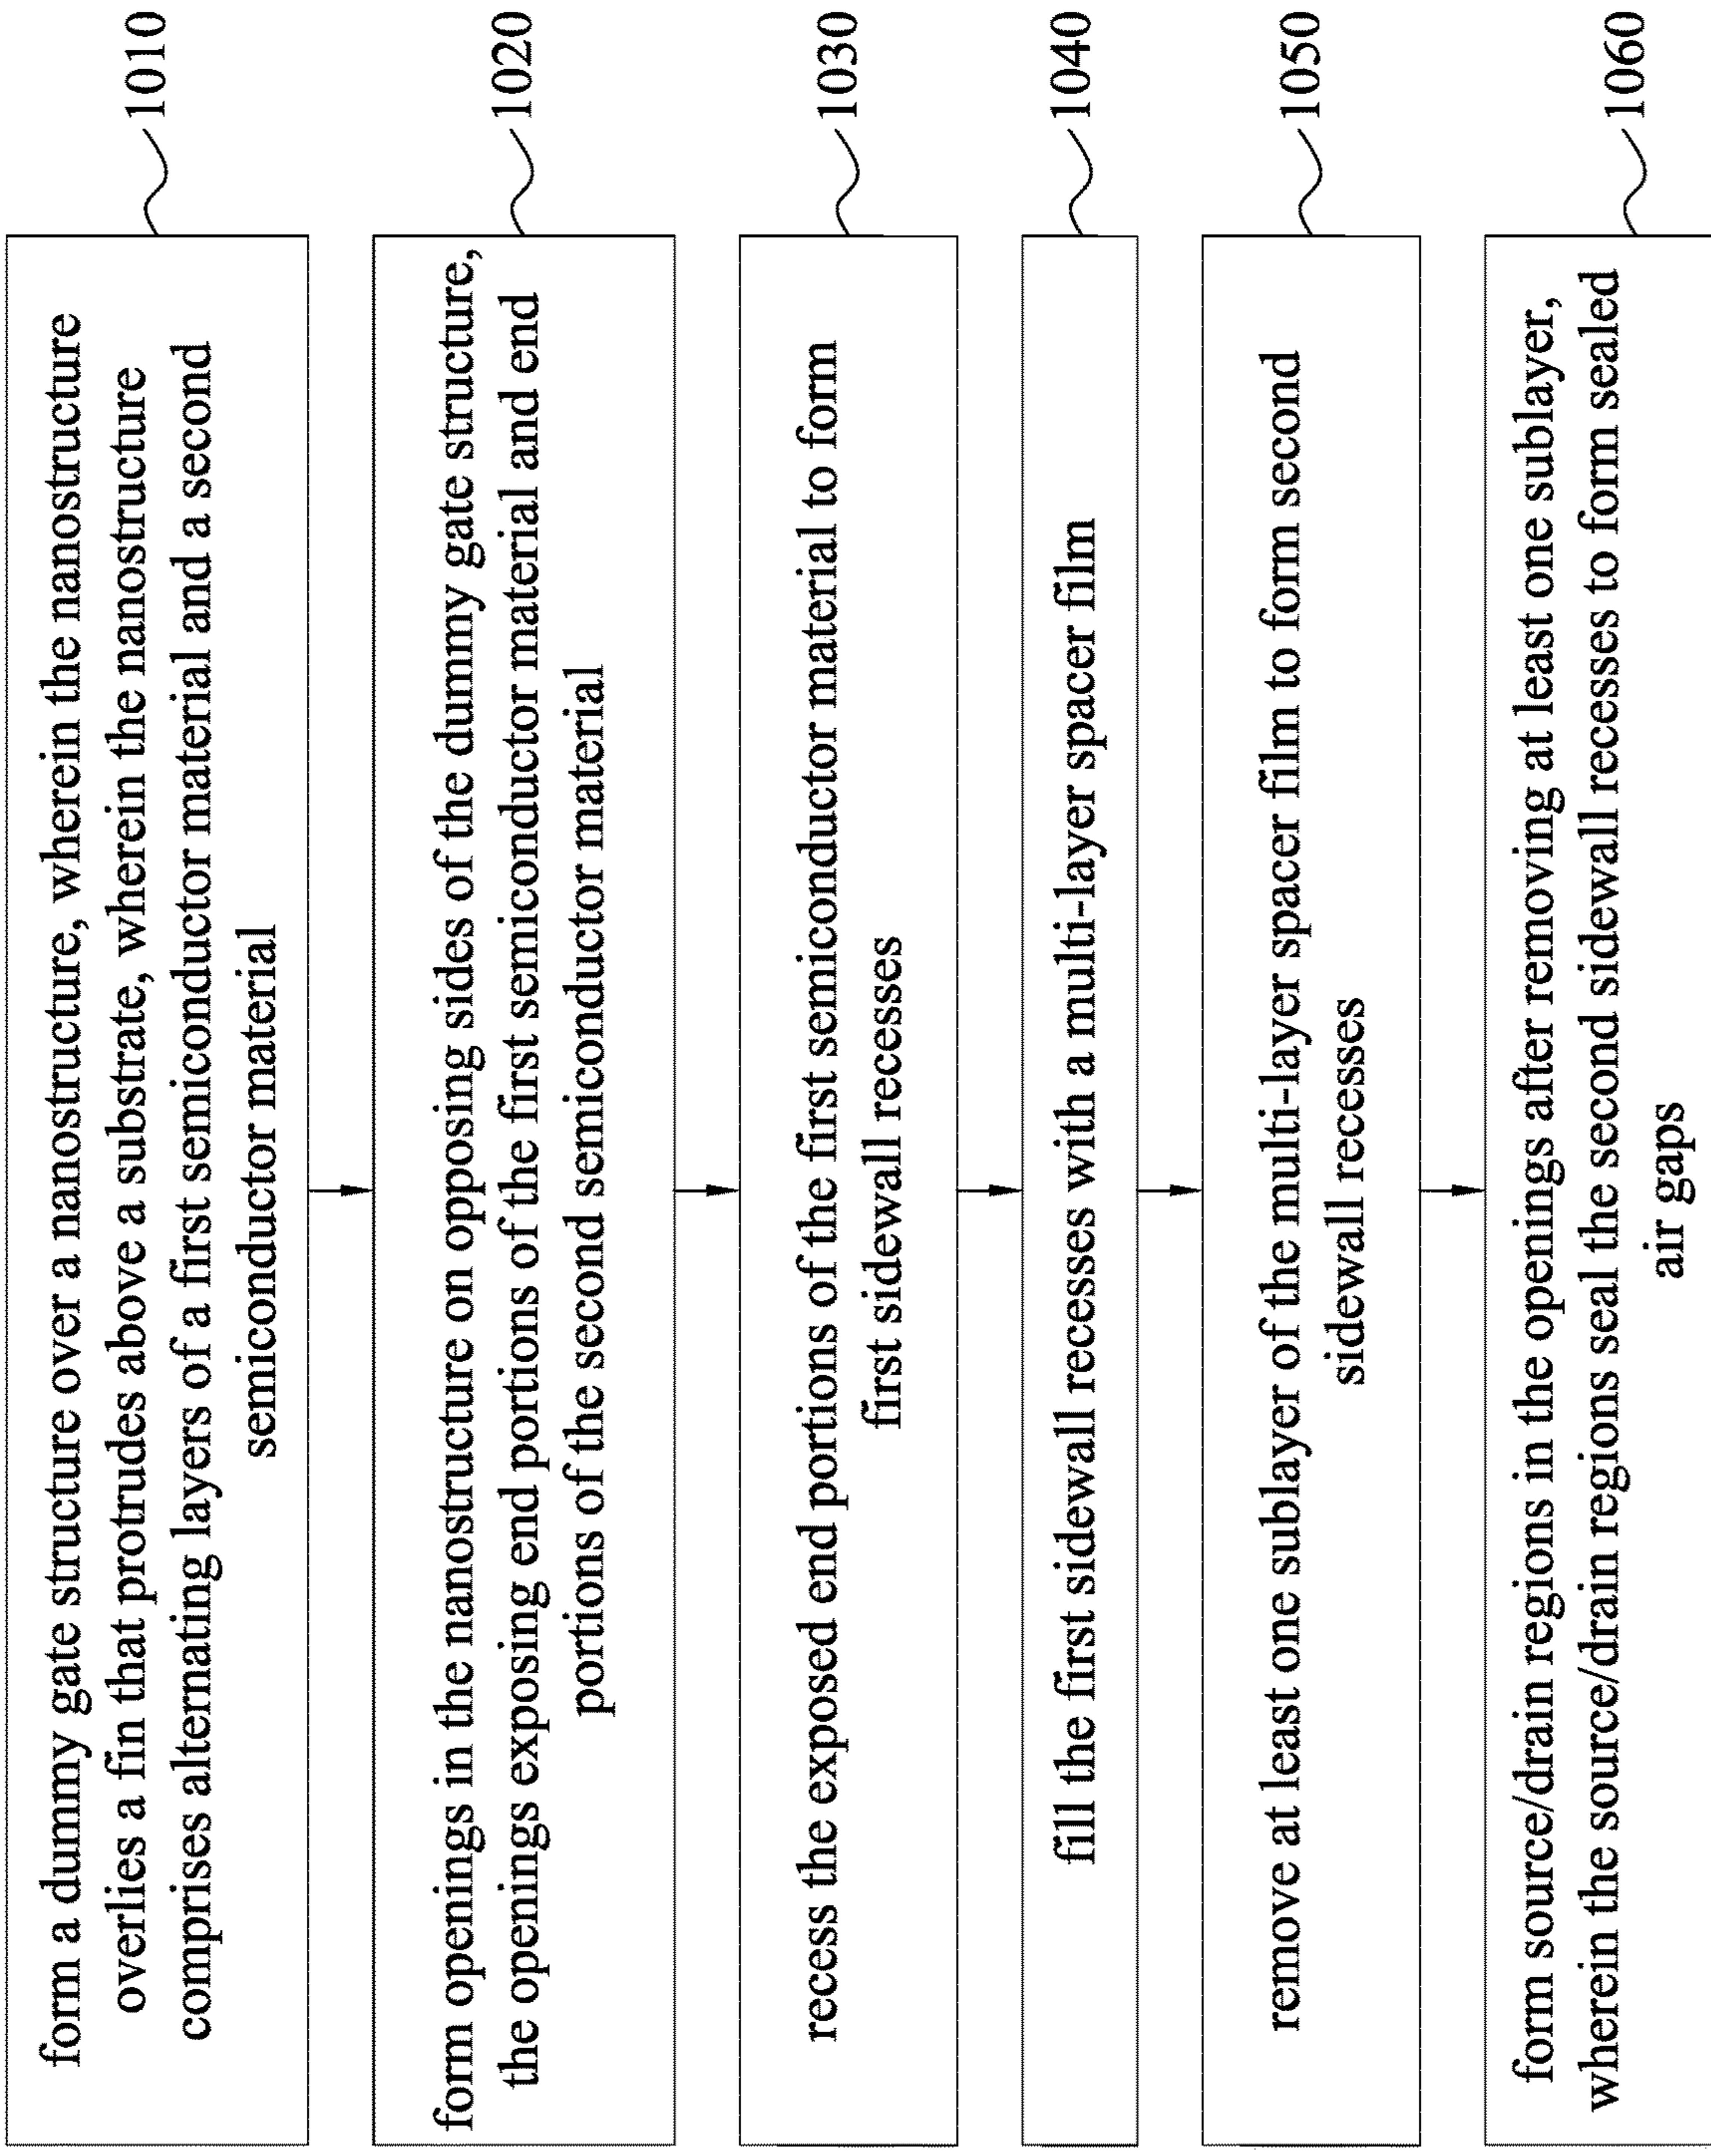 form a dummy gate structure over a nanostructure, wherein the nanostructure
overlies a fin that protrudes above a substrate, wherein the nanostructure
comprises alternating layers of a first semiconductor material and a second
semiconductor material
1010
form openings in the nanostructure on opposing sides of the dummy gate structure,
the openings exposing end portions of the first semiconductor material and end
portions of the second semiconductor material
1020
recess the exposed end portions of the first semiconductor material to form
first sidewall recesses
1030
fill the first sidewall recesses with a multi-layer spacer film
1040
remove at least one sublayer of the multi-layer spacer film to form second
sidewall recesses
1050
form source/drain regions in the openings after removing at least one sublayer,
wherein the source/drain regions seal the second sidewall recesses to form sealed
air gaps
1060